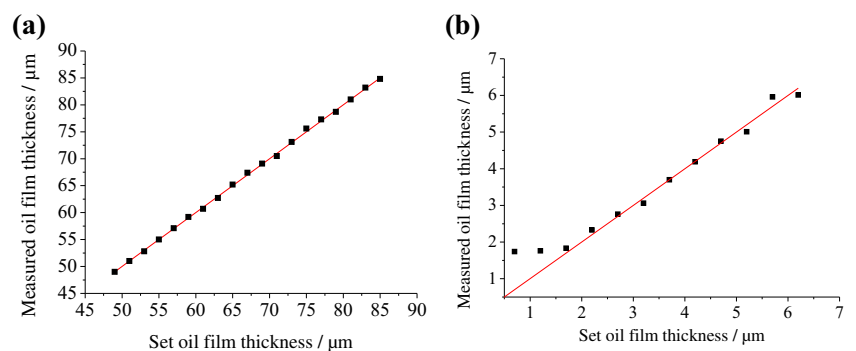 (a)
Measured oil film thickness / μm
90
85
80
75
70
65
60
55
50
45
45 50 55 60 65 70 75 80 85 90
Set oil film thickness / μm
(b)
Measured oil film thickness / μm
7
6
5
4
3
2
1
1 2 3 4 5 6 7
Set oil film thickness / μm